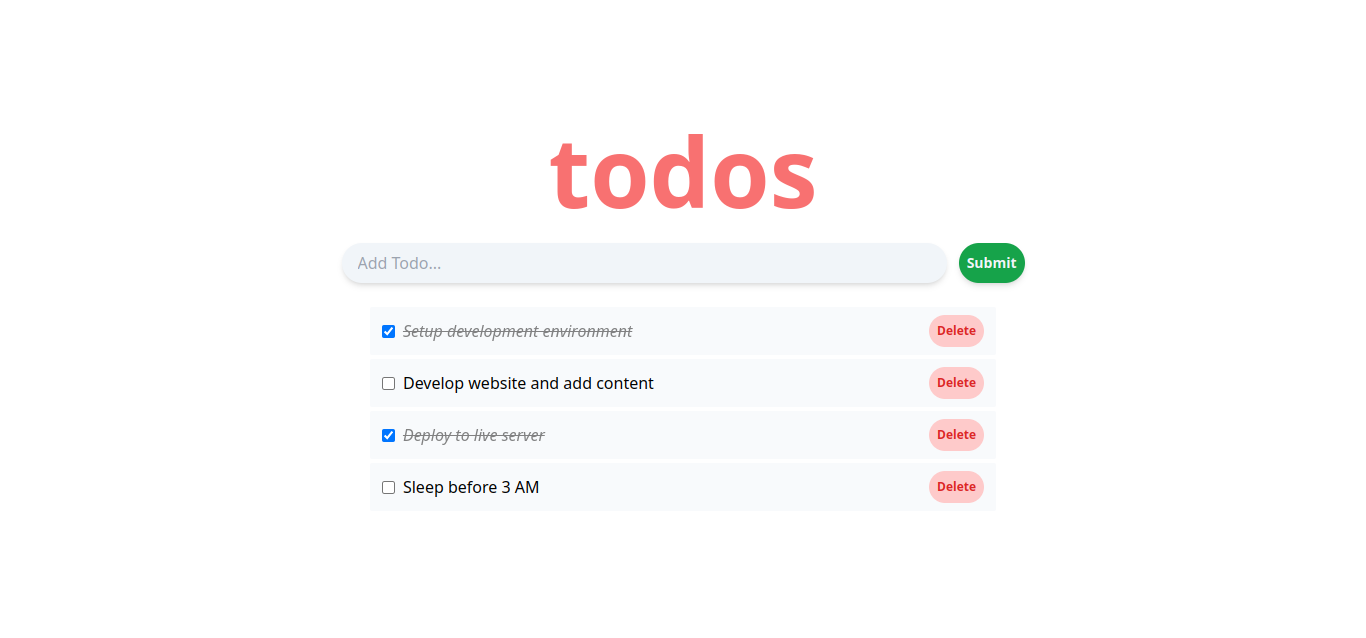 todos
Add Todo...
Submit
Setup development environment
Delete
Develop website and add content
Delete
Deploy to live server
Delete
Sleep before 3 AM
Delete